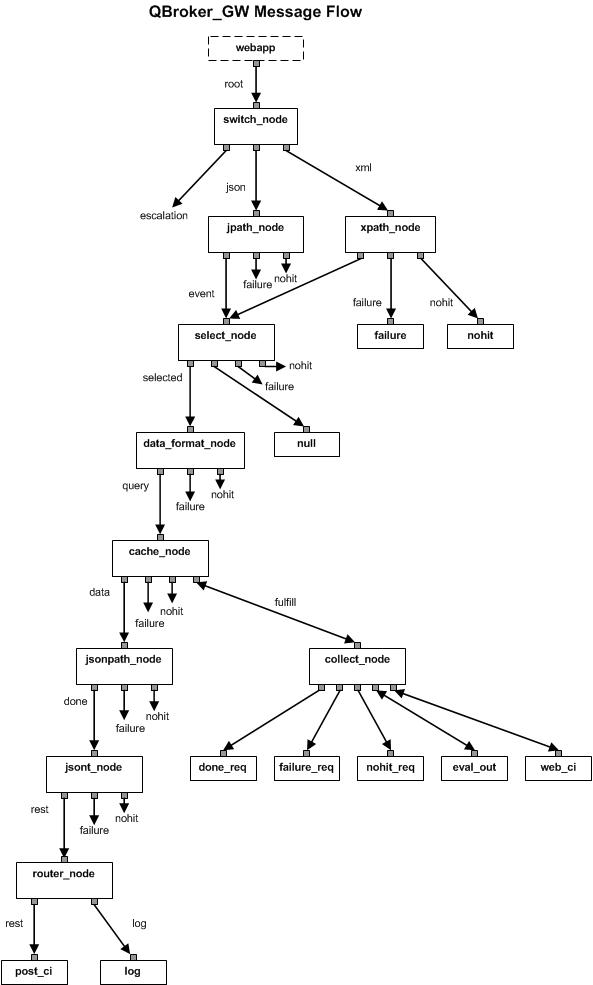 QBroker_GW Message Flow
webapp
root
switch_node
xml
json
escalation
jpath_node
xpath_node
event
failure
nohit
failure
nohit
select_node
failure
nohit
nohit
selected
failure
data_format_node
null
query
failure
nohit
cache_node
data
failure
nohit
fulfill
jsonpath_node
collect_node
done
failure
nohit
jsont_node
done_req
failure_req
nohit_req
eval_out
web_ci
rest
failure
nohit
router_node
rest
log
post_ci
log